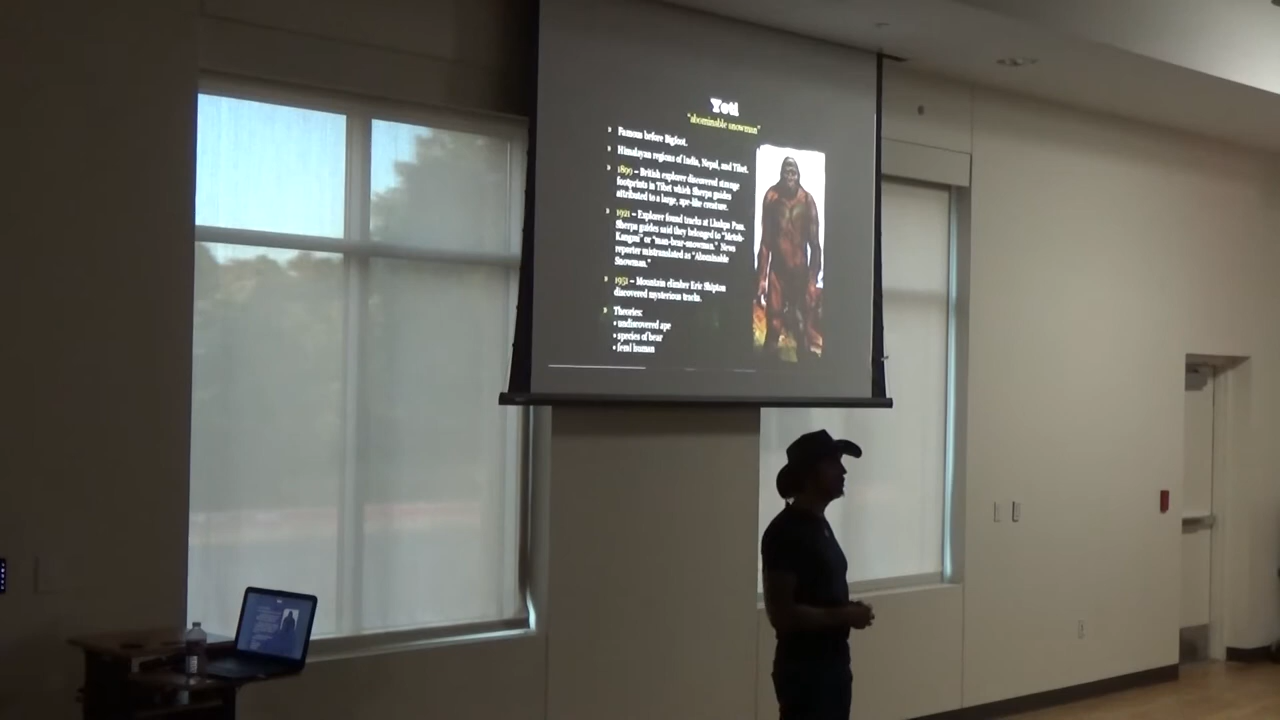 Yeti
"abominable snowman"
» Famous before Bigfoot.
» Himalayan regions of India, Nepal, and Tibet.
» 1899 – British explorer discovered strange
footprints in Tibet which Sherpa guides
attributed to a large, ape-like creature.
» 1921 – Explorer found tracks at Lhakpa Pass.
Sherpa guides said they belonged to "Metoh-
Kangmi" or "man-bear-snowman." News
reporter mistranslated as "Abominable
Snowman."
» 1951 – Mountain climber Eric Shipton
discovered mysterious tracks.
» Theories:
• undiscovered ape
• species of bear
• feral human